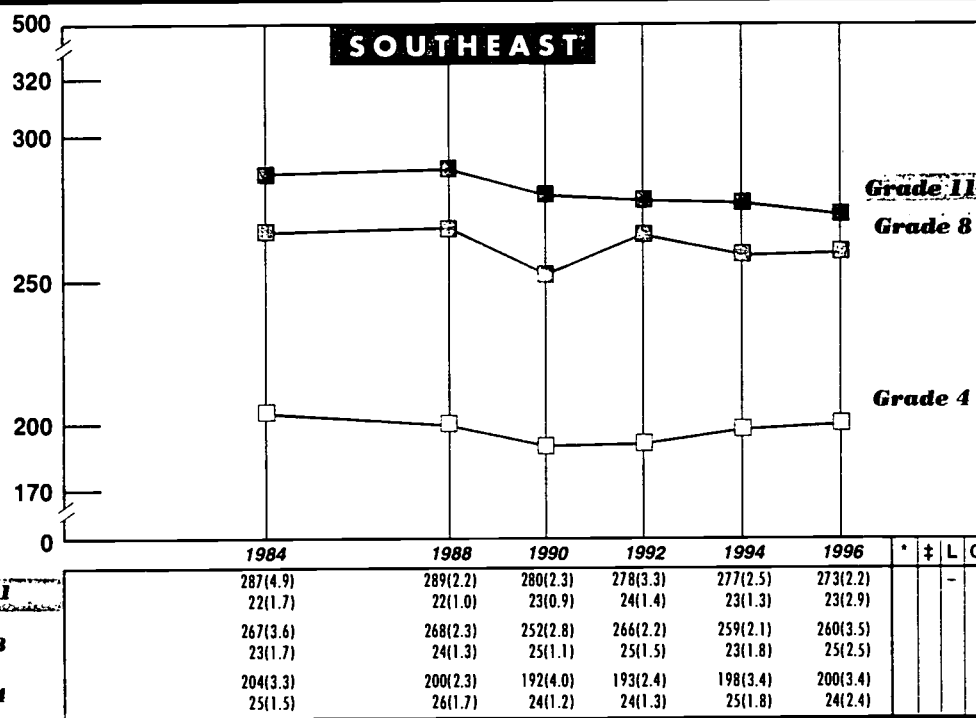 500
SOUTHEAST
320
300
Grade 11
Grade 8
250
Grade 4
200
170
0
1984 1988 1990 1992 1994 1996 * ‡ L
287(4.9) 289(2.2) 280(2.3) 278(3.3) 277(2.5) 273(2.2) -
22(1.7) 22(1.0) 23(0.9) 24(1.4) 23(1.3) 23(2.9)
267(3.6) 268(2.3) 252(2.8) 266(2.2) 259(2.1) 260(3.5)
23(1.7) 24(1.3) 25(1.1) 25(1.5) 23(1.8) 25(2.5)
204(3.3) 200(2.3) 192(4.0) 193(2.4) 198(3.4) 200(3.4)
25(1.5) 26(1.7) 24(1.2) 24(1.3) 25(1.8) 24(2.4)